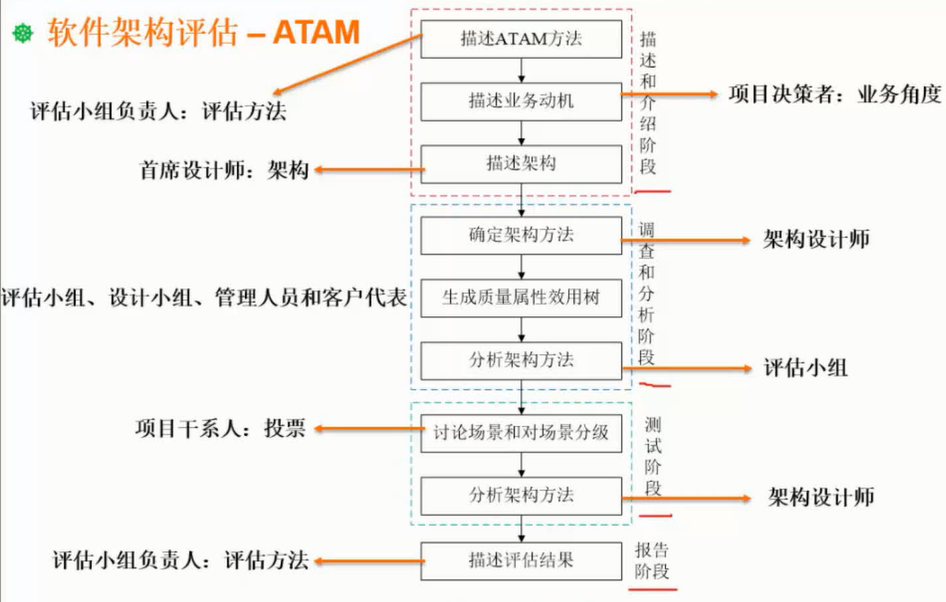 软件架构评估 – ATAM
描述ATAM方法
评估小组负责人：评估方法
描述业务动机
项目决策者：业务角度
描述架构
首席设计师：架构
描述和介绍阶段
确定架构方法
架构设计师
生成质量属性效用树
评估小组、设计小组、管理人员和客户代表
分析架构方法
评估小组
调查和分析阶段
讨论场景和对场景分级
项目干系人：投票
分析架构方法
架构设计师
测试阶段
描述评估结果
评估小组负责人：评估方法
报告
阶段